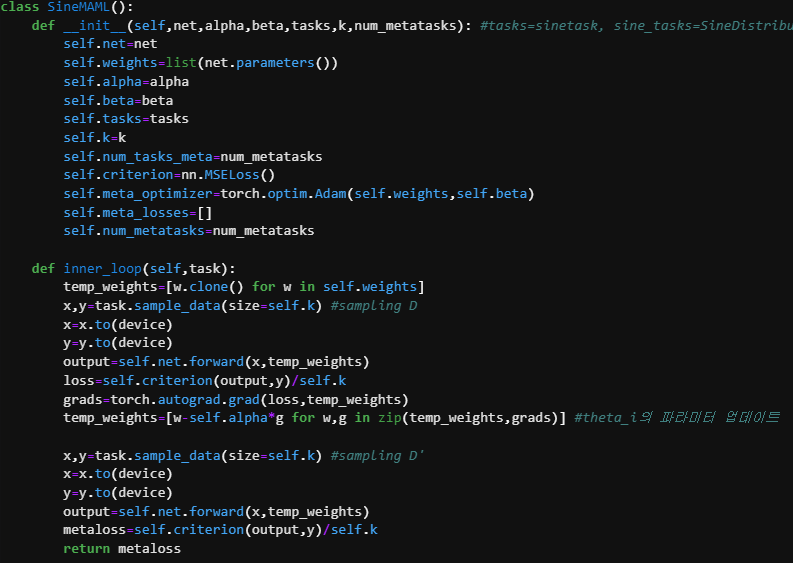 class SineMAML():
    def __init__(self,net,alpha,beta,tasks,k,num_metatasks): #tasks=sinetask, sine_tasks=SineDistribu
        self.net=net
        self.weights=list(net.parameters())
        self.alpha=alpha
        self.beta=beta
        self.tasks=tasks
        self.k=k
        self.num_tasks_meta=num_metatasks
        self.criterion=nn.MSELoss()
        self.meta_optimizer=torch.optim.Adam(self.weights,self.beta)
        self.meta_losses=[]
        self.num_metatasks=num_metatasks
    def inner_loop(self,task):
        temp_weights=[w.clone() for w in self.weights]
        x,y=task.sample_data(size=self.k) #sampling D
        x=x.to(device)
        y=y.to(device)
        output=self.net.forward(x,temp_weights)
        loss=self.criterion(output,y)/self.k
        grads=torch.autograd.grad(loss,temp_weights)
        temp_weights=[w-self.alpha*g for w,g in zip(temp_weights,grads)] #theta_i의 파라미터 업데이트
        x,y=task.sample_data(size=self.k) #sampling D'
        x=x.to(device)
        y=y.to(device)
        output=self.net.forward(x,temp_weights)
        metaloss=self.criterion(output,y)/self.k
        return metaloss